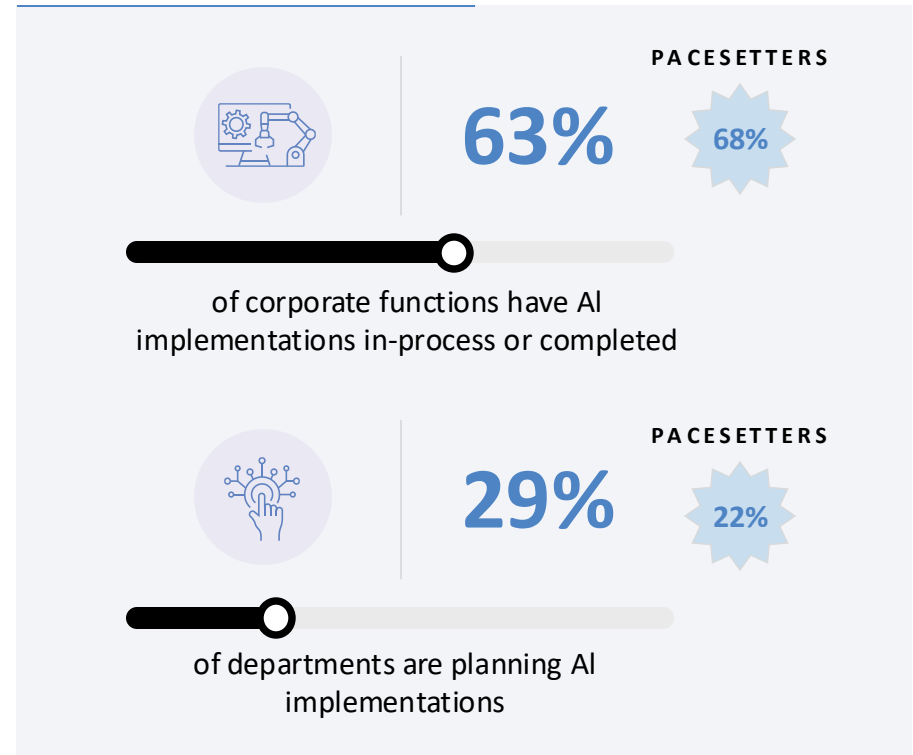 PACESETTERS
63%
68%
of corporate functions have AI
implementations in-process or completed
PACESETTERS
29%
22%
of departments are planning AI
implementations